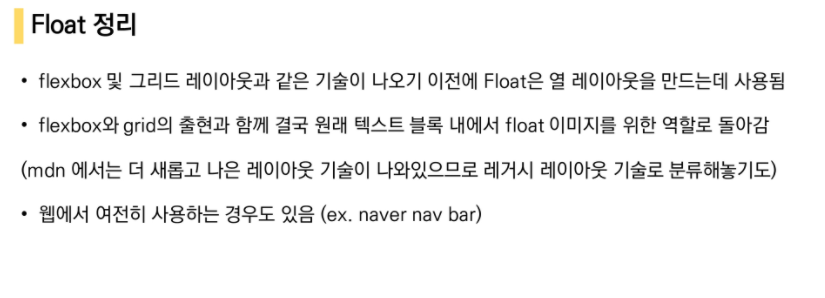 Float 정리
• flexbox 및 그리드 레이아웃과 같은 기술이 나오기 이전에 Float은 열 레이아웃을 만드는데 사용됨
• flexbox와 grid의 출현과 함께 결국 원래 텍스트 블록 내에서 float 이미지를 위한 역할로 돌아감
(mdn 에서는 더 새롭고 나은 레이아웃 기술이 나와있으므로 레거시 레이아웃 기술로 분류해놓기도)
• 웹에서 여전히 사용하는 경우도 있음 (ex. naver nav bar)